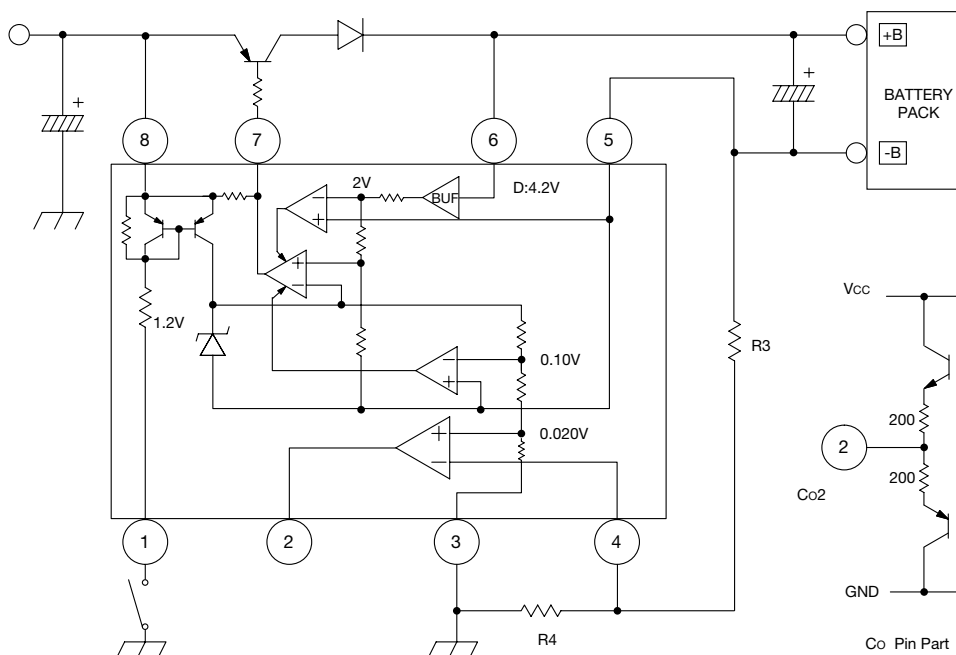 +
+B
+
BATTERY
PACK
-B
8
7
6
5
2V
BUF
D:4.2V
−
+
+
−
1.2V
−
+
0.10V
+
−
0.020V
R3
VCC
200
2
200
CO2
1
2
3
4
R4
GND
CO Pin Part